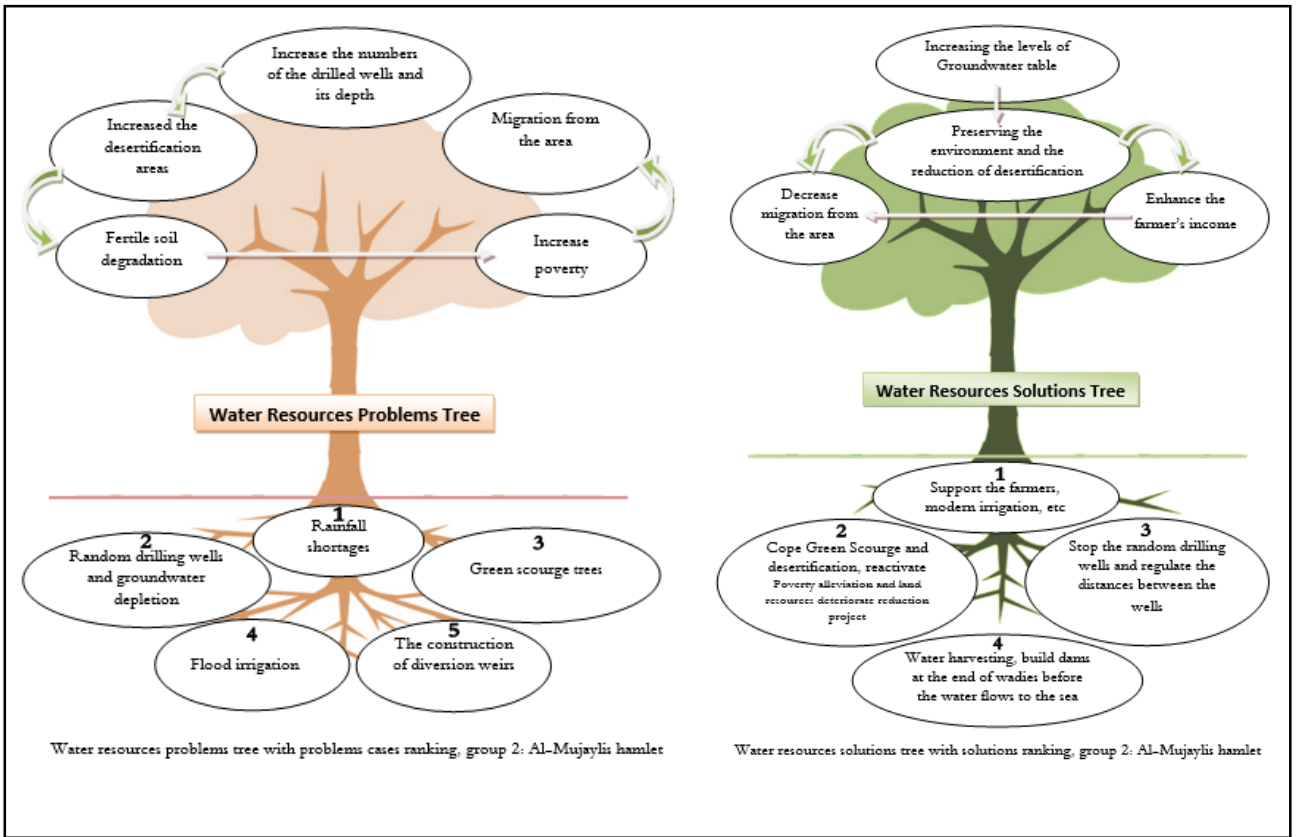 Increase the numbers
of the drilled wells and
its depth
Increased the
desertification
areas
Migration from
the area
Fertile soil
degradation
Increase
poverty
Water Resources Problems Tree
1
Rainfall
shortages
2
Random drilling wells
and groundwater
depletion
3
Green scourge trees
4
Flood irrigation
5
The construction
of diversion weirs
Water resources problems tree with problems cases ranking, group 2: Al-Mujaylis hamlet
Increasing the levels of
Groundwater table
Preserving the
environment and the
reduction of desertification
Decrease
migration from
the area
Enhance the
farmer's income
Water Resources Solutions Tree
1
Support the farmers,
modern irrigation, etc
2
Cope Green Scourge and
desertification, reactivate
Poverty alleviation and land
resources deteriorate reduction
project
3
Stop the random drilling
wells and regulate the
distances between the
wells
4
Water harvesting, build dams
at the end of wadies before
the water flows to the sea
Water resources solutions tree with solutions ranking, group 2: Al-Mujaylis hamlet